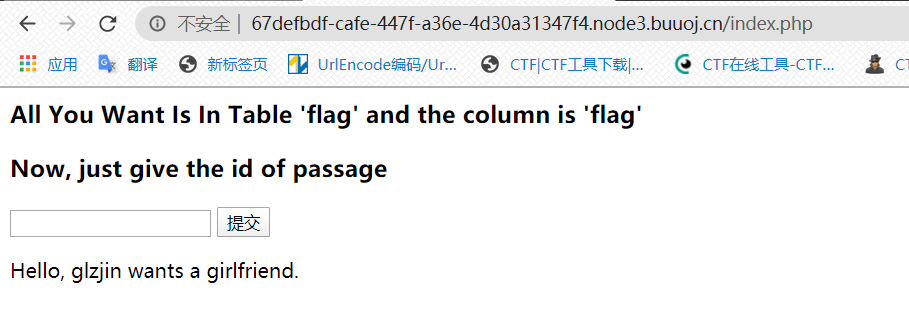 不安全 | 67defbdf-cafe-447f-a36e-4d30a31347f4.node3.buuoj.cn/index.php
应用 翻译 新标签页 UrlEncode编码/Ur... CTF|CTF工具下载|... CTF在线工具-CTF... CT
All You Want Is In Table 'flag' and the column is 'flag'
Now, just give the id of passage
提交
Hello, glzjin wants a girlfriend.